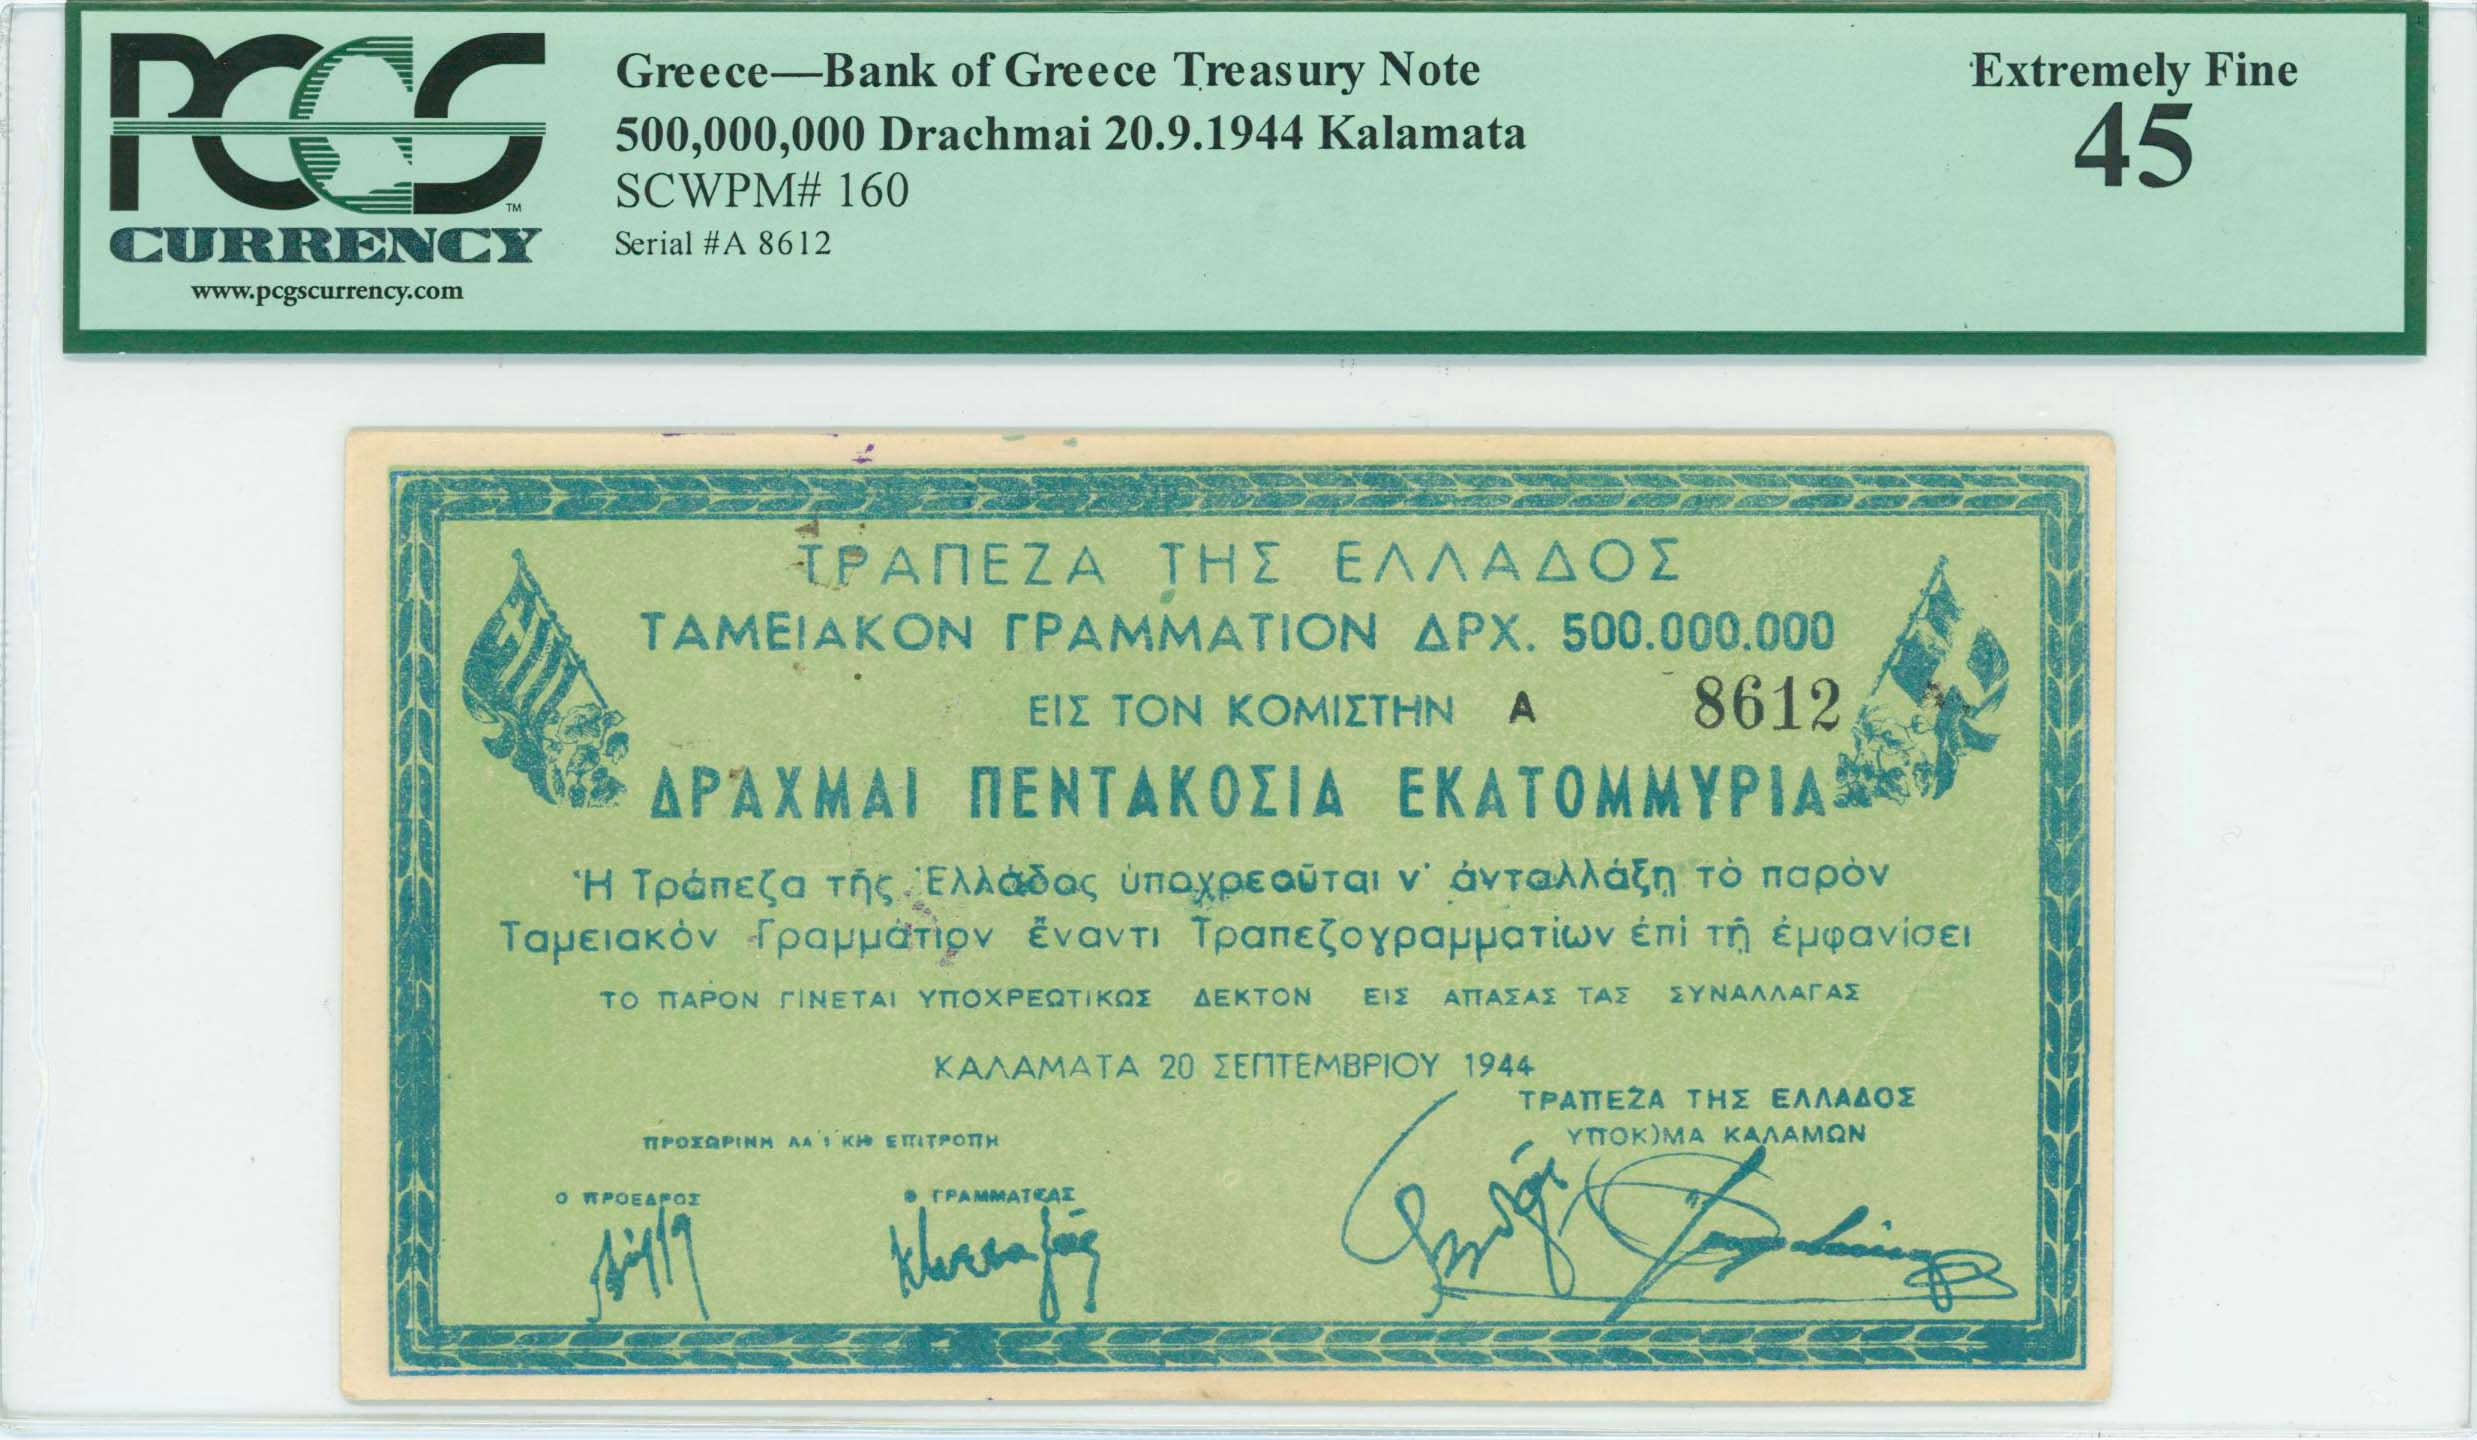 PCGS
CURRENCY
www.pcgscurrency.com
Greece—Bank of Greece Treasury Note
500,000,000 Drachmai 20.9.1944 Kalamata
SCWPM# 160
Serial #A 8612
Extremely Fine
45
ΤΡΑΠΕΖΑ ΤΗΣ ΕΛΛΑΔΟΣ
ΤΑΜΕΙΑΚΟΝ ΓΡΑΜΜΑΤΙΟΝ ΔΡΧ. 500.000.000
ΕΙΣ ΤΟΝ ΚΟΜΙΣΤΗΝ Α 8612
ΔΡΑΧΜΑΙ ΠΕΝΤΑΚΟΣΙΑ ΕΚΑΤΟΜΜΥΡΙΑ
Ἡ Τράπεζα τῆς Ἑλλάδος ὑποχρεοῦται ν' ἀνταλλάξῃ τὸ παρὸν
Ταμειακὸν Γραμμάτιον ἔναντι Τραπεζογραμματίων ἐπὶ τῇ ἐμφανίσει
ΤΟ ΠΑΡΟΝ ΓΙΝΕΤΑΙ ΥΠΟΧΡΕΩΤΙΚΩΣ ΔΕΚΤΟΝ ΕΙΣ ΑΠΑΣΑΣ ΤΑΣ ΣΥΝΑΛΛΑΓΑΣ
ΚΑΛΑΜΑΤΑ 20 ΣΕΠΤΕΜΒΡΙΟΥ 1944
ΤΡΑΠΕΖΑ ΤΗΣ ΕΛΛΑΔΟΣ
ΥΠΟΚ)ΜΑ ΚΑΛΑΜΩΝ
ΠΡΟΣΩΡΙΝΗ ΛΑΪΚΗ ΕΠΙΤΡΟΠΗ
Ο ΠΡΟΕΔΡΟΣ
Ο ΓΡΑΜΜΑΤΕΑΣ